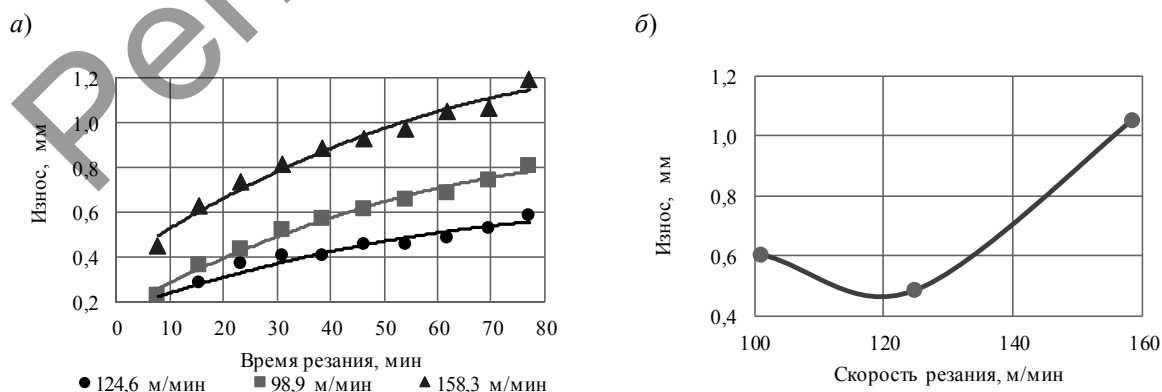 а)
б)
Реп
1,2
1,0
0,8
0,6
0,4
0,2
Износ, мм
0 10 20 30 40 50 60 70 80
Время резания, мин
124,6 м/мин 98,9 м/мин 158,3 м/мин
1,2
1,0
0,8
0,6
0,4
Износ, мм
100 120 140 160
Скорость резания, м/мин